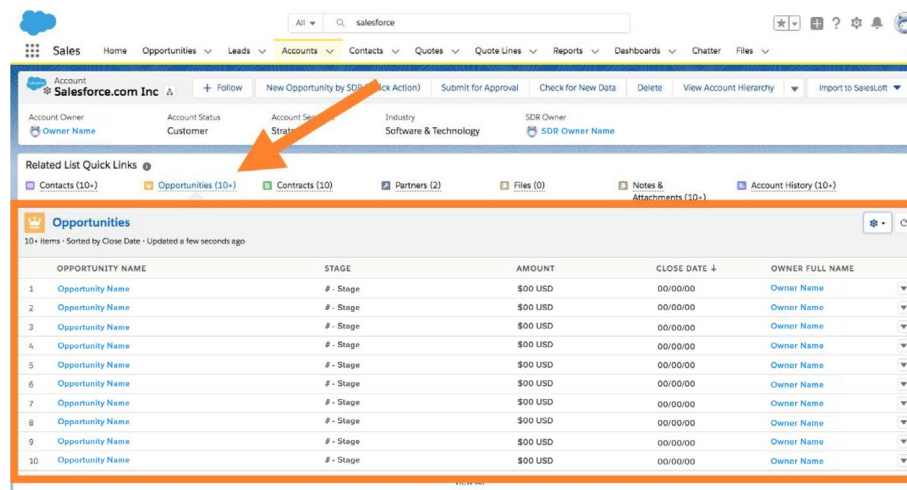 All salesforce
Sales Home Opportunities Leads Accounts Contacts Quotes Quote Lines Reports Dashboards Chatter Files
Account
Salesforce.com Inc + Follow New Opportunity by SDR Action) Submit for Approval Check for New Data Delete View Account Hierarchy Import to SalesLoft
Account Owner Account Status Account Industry SDR Owner
Owner Name Customer Software & Technology SDR Owner Name
Related List Quick Links
Contacts (10+) Opportunities (10+) Contracts (10) Partners (2) Files (0) Notes & Account History (10+)
Attachments (10+)
Opportunities
10+ items · Sorted by Close Date · Updated a few seconds ago
OPPORTUNITY NAME STAGE AMOUNT CLOSE DATE ↓ OWNER FULL NAME
1 Opportunity Name # - Stage $00 USD 00/00/00 Owner Name
2 Opportunity Name # - Stage $00 USD 00/00/00 Owner Name
3 Opportunity Name # - Stage $00 USD 00/00/00 Owner Name
4 Opportunity Name # - Stage $00 USD 00/00/00 Owner Name
5 Opportunity Name # - Stage $00 USD 00/00/00 Owner Name
6 Opportunity Name # - Stage $00 USD 00/00/00 Owner Name
7 Opportunity Name # - Stage $00 USD 00/00/00 Owner Name
8 Opportunity Name # - Stage $00 USD 00/00/00 Owner Name
9 Opportunity Name # - Stage $00 USD 00/00/00 Owner Name
10 Opportunity Name # - Stage $00 USD 00/00/00 Owner Name